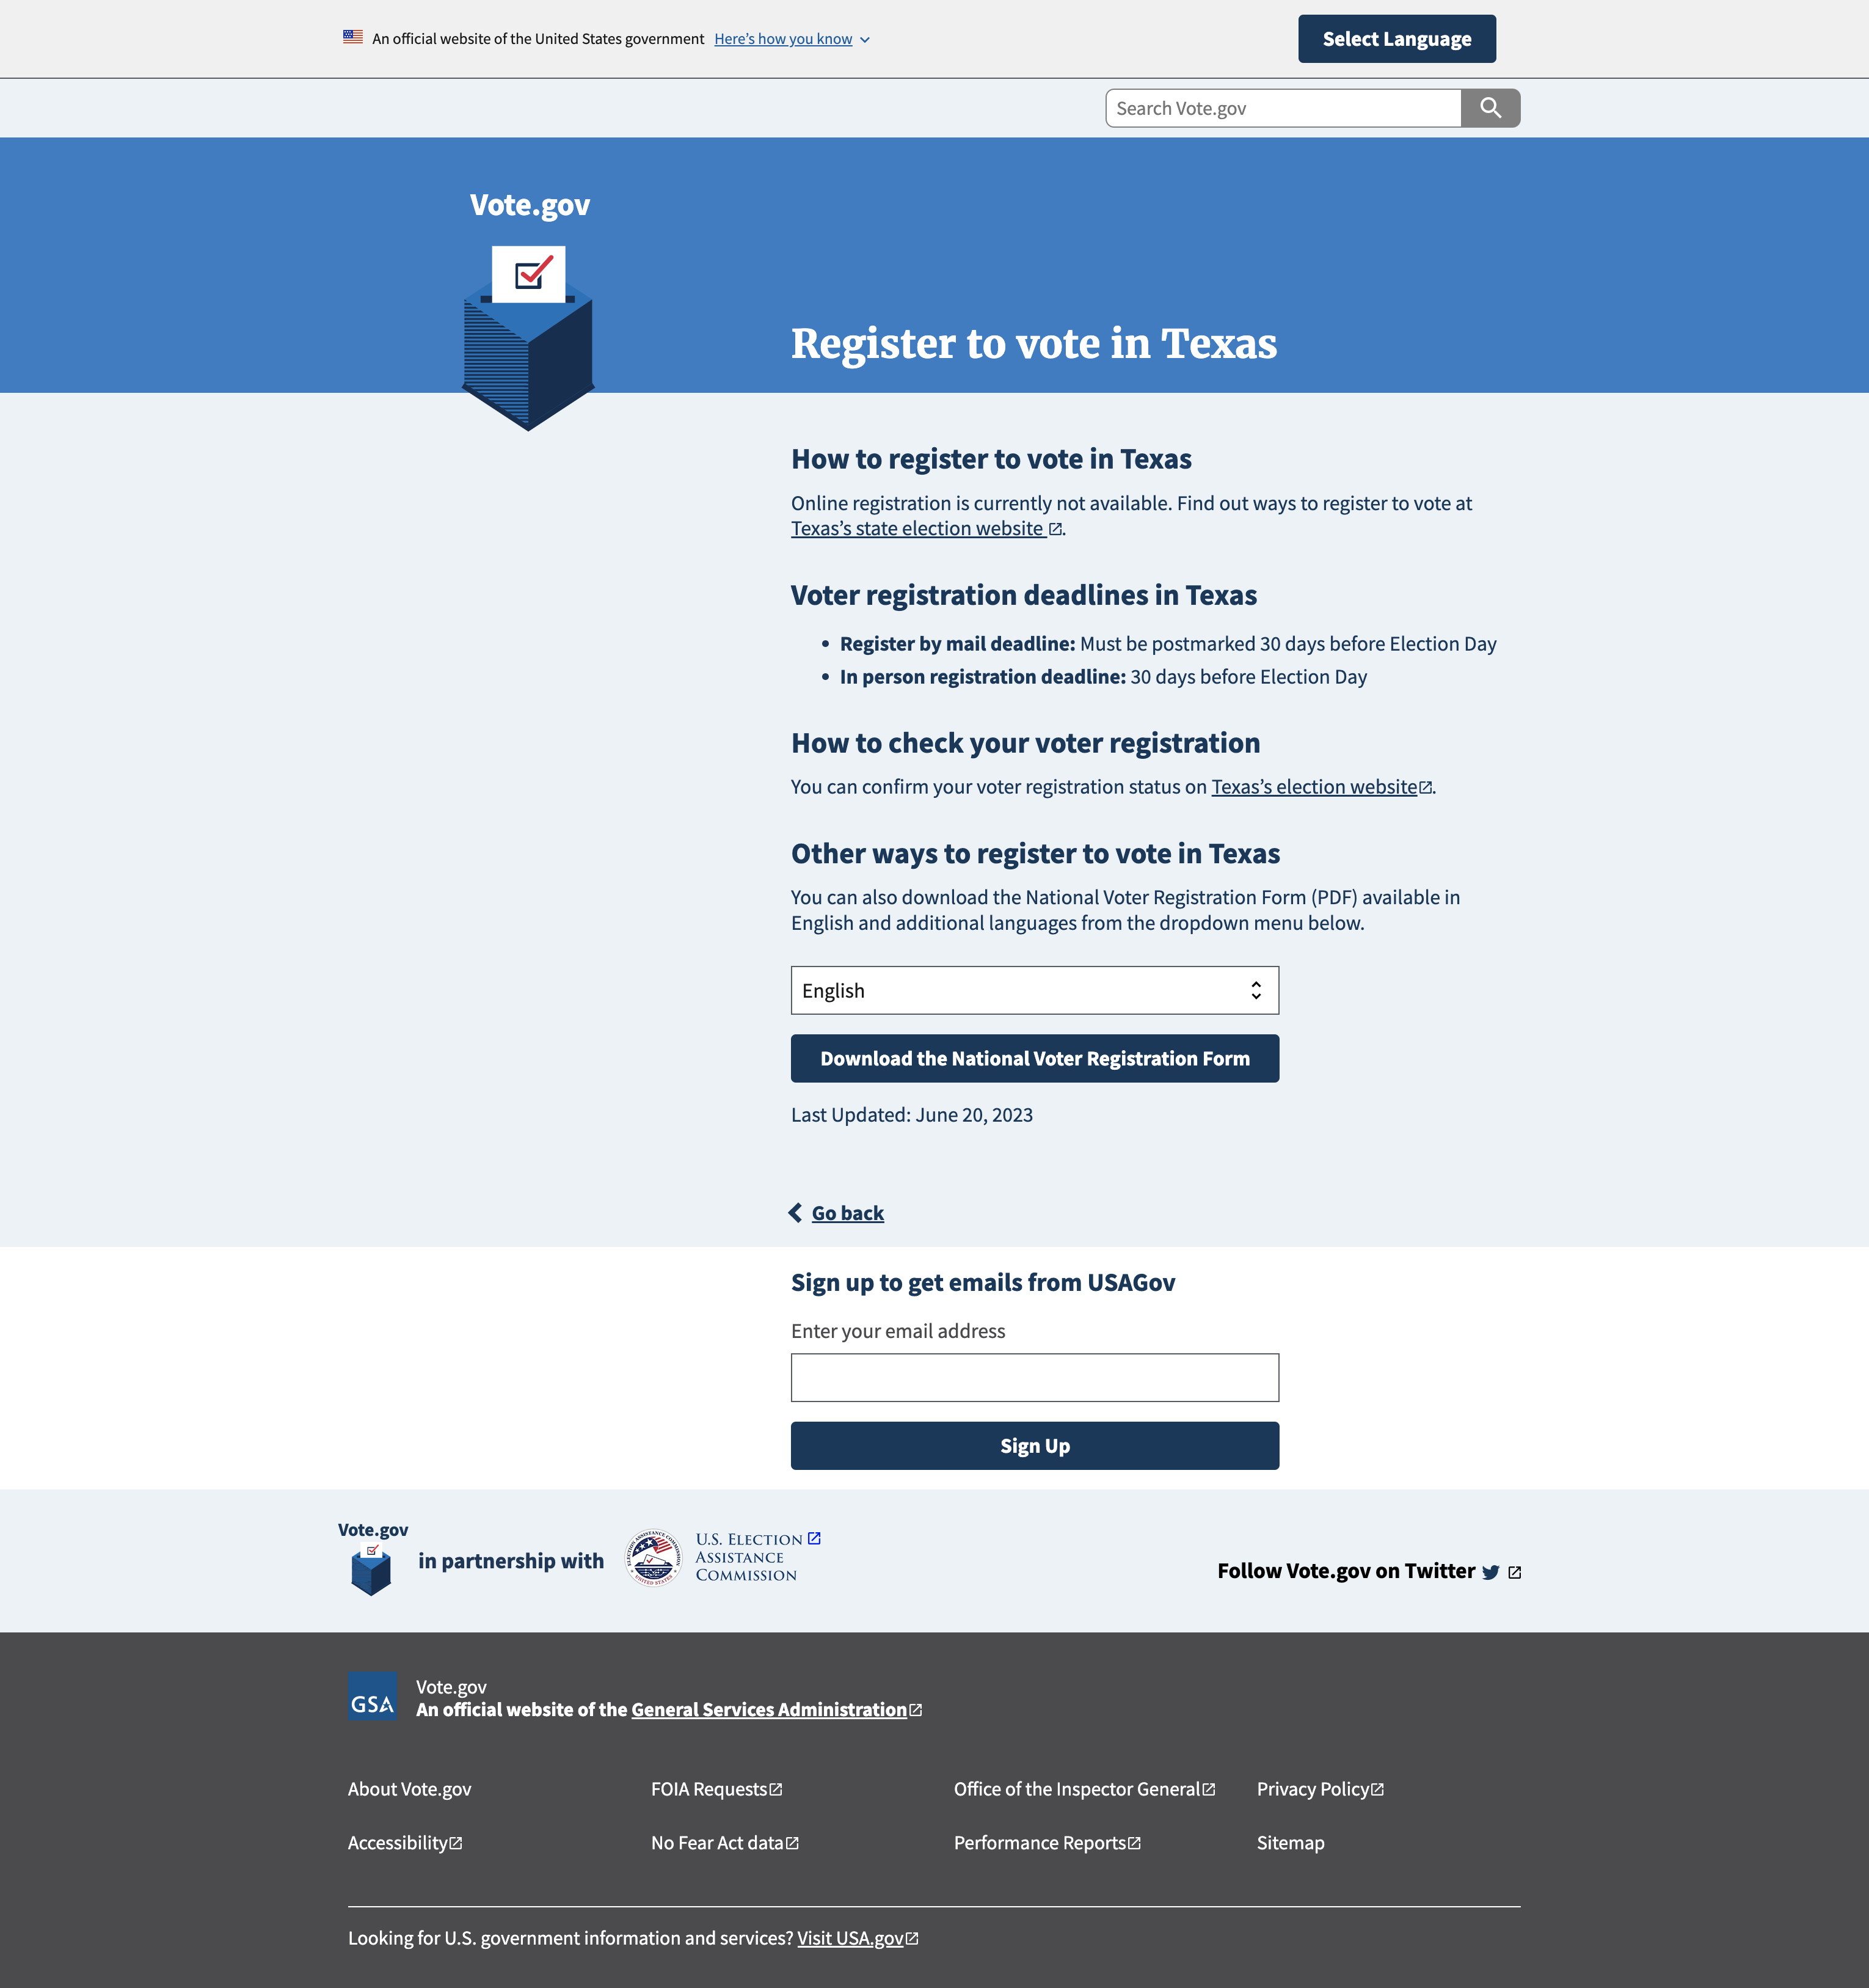 An official website of the United States government Here’s how you know
Select Language
Search Vote.gov
Vote.gov
Register to vote in Texas
How to register to vote in Texas
Online registration is currently not available. Find out ways to register to vote at
Texas’s state election website .
Voter registration deadlines in Texas
• Register by mail deadline: Must be postmarked 30 days before Election Day
• In person registration deadline: 30 days before Election Day
How to check your voter registration
You can confirm your voter registration status on Texas’s election website.
Other ways to register to vote in Texas
You can also download the National Voter Registration Form (PDF) available in
English and additional languages from the dropdown menu below.
English
Download the National Voter Registration Form
Last Updated: June 20, 2023
Go back
Sign up to get emails from USAGov
Enter your email address
Sign Up
Vote.gov
in partnership with
U.S. ELECTION
ASSISTANCE
COMMISSION
Follow Vote.gov on Twitter
GSA
Vote.gov
An official website of the General Services Administration
About Vote.gov
FOIA Requests
Office of the Inspector General
Privacy Policy
Accessibility
No Fear Act data
Performance Reports
Sitemap
Looking for U.S. government information and services? Visit USA.gov